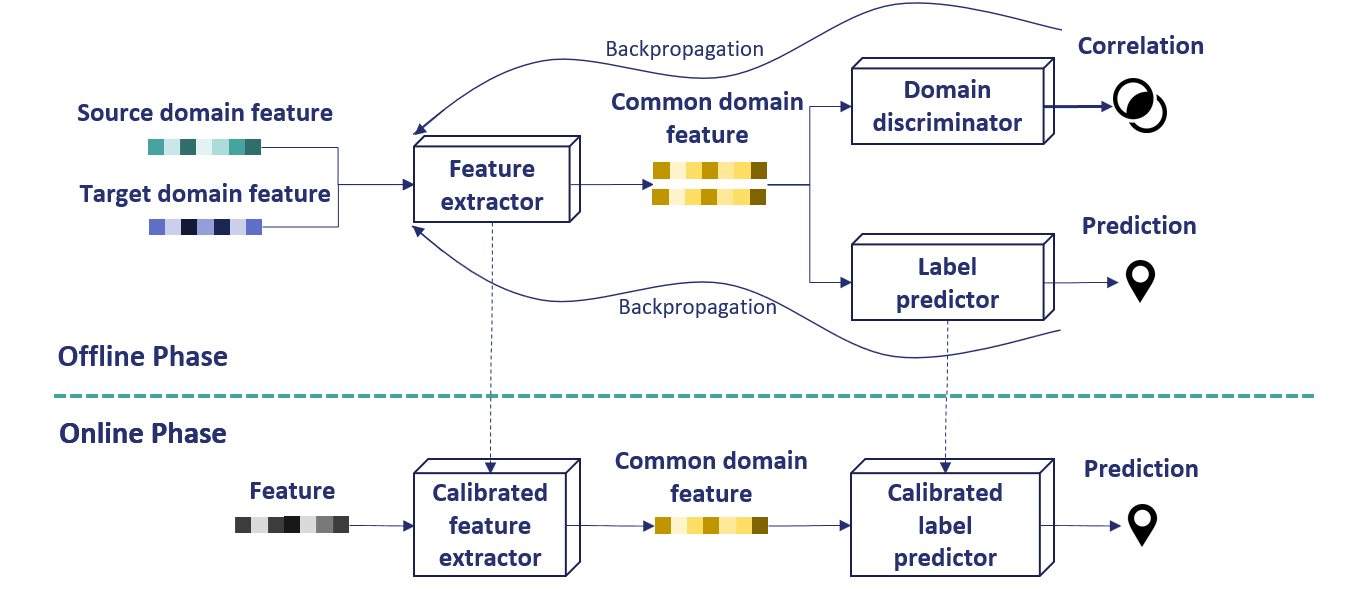 Backpropagation
Correlation
Source domain feature
Common domain
feature
Domain
discriminator
Target domain feature
Feature
extractor
Prediction
Label
predictor
Backpropagation
Offline Phase
Online Phase
Feature
Calibrated
feature
extractor
Common domain
feature
Calibrated
label
predictor
Prediction